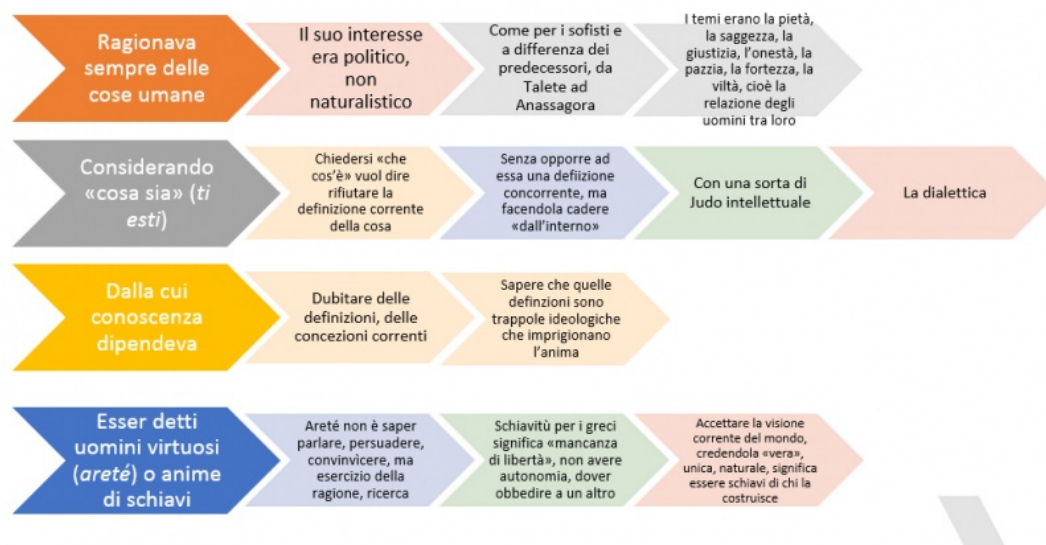 Ragionava
sempre delle
cose umane
Il suo interesse
era politico,
non
naturalistico
Come per i sofisti e
a differenza dei
predecessori, da
Talete ad
Anassagora
I temi erano la pietà,
la saggezza, la
giustizia, l'onestà, la
pazzia, la fortezza, la
viltà, cioè la
relazione degli
uomini tra loro
Considerando
«cosa sia» (ti
esti)
Chiedersi «che
cos'è» vuol dire
rifiutare la
definizione corrente
della cosa
Senza opporre ad
essa una defiizione
concorrente, ma
facendola cadere
«dall'interno»
Con una sorta di
Judo intellettuale
La dialettica
Dalla cui
conoscenza
dipendeva
Dubitare delle
definizioni, delle
concezioni correnti
Sapere che quelle
definzioni sono
trappole ideologiche
che imprigionano
l'anima
Esser detti
uomini virtuosi
(areté) o anime
di schiavi
Areté non è saper
parlare, persuadere,
convinvicere, ma
esercizio della
ragione, ricerca
Schiavitù per i greci
significa «mancanza
di libertà», non avere
autonomia, dover
obbedire a un altro
Accettare la visione
corrente del mondo,
credendola «vera»,
unica, naturale, significa
essere schiavi di chi la
costruisce